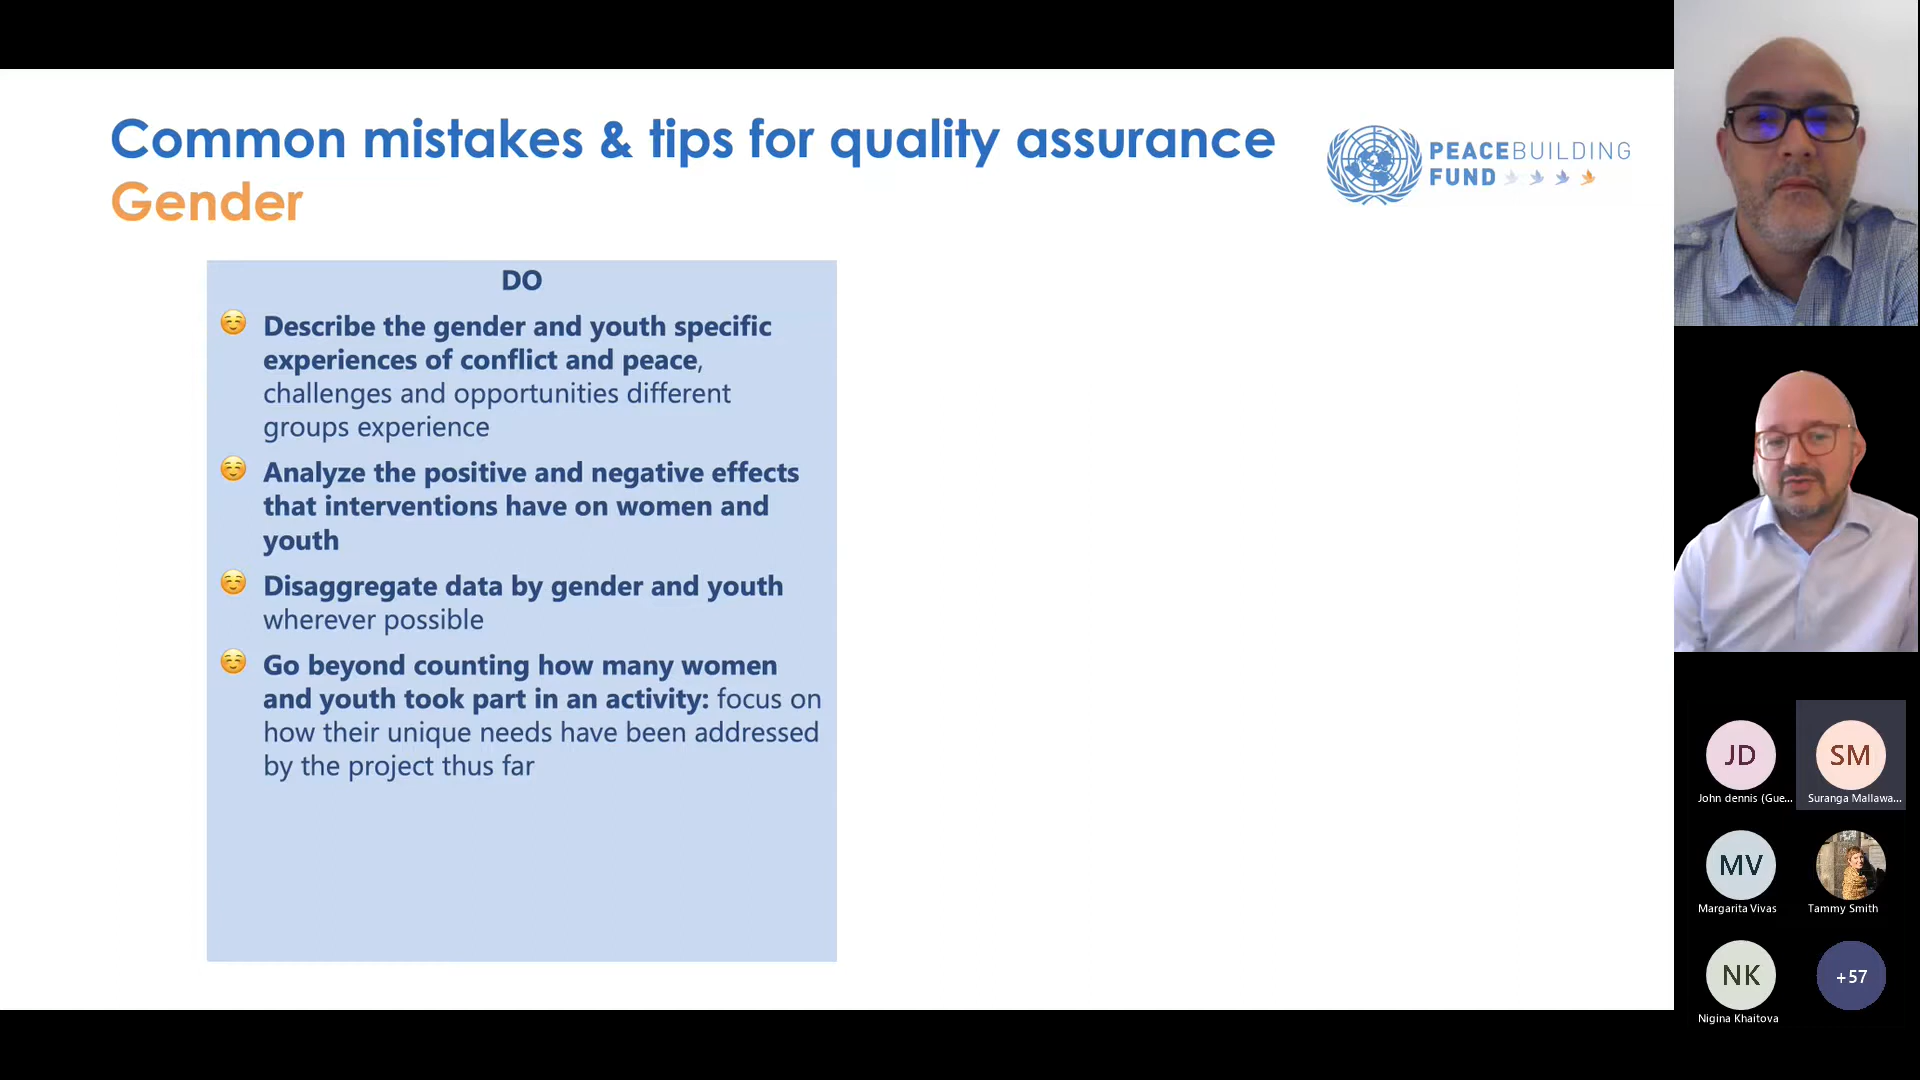 Common mistakes & tips for quality assurance
Gender
PEACEBUILDING
FUND
DO
Describe the gender and youth specific
experiences of conflict and peace,
challenges and opportunities different
groups experience
Analyze the positive and negative effects
that interventions have on women and
youth
Disaggregate data by gender and youth
wherever possible
Go beyond counting how many women
and youth took part in an activity: focus on
how their unique needs have been addressed
by the project thus far
JD
John dennis (Gue...
SM
Suranga Mallawa...
MV
Margarita Vivas
Tammy Smith
NK
Nigina Khaitova
+57